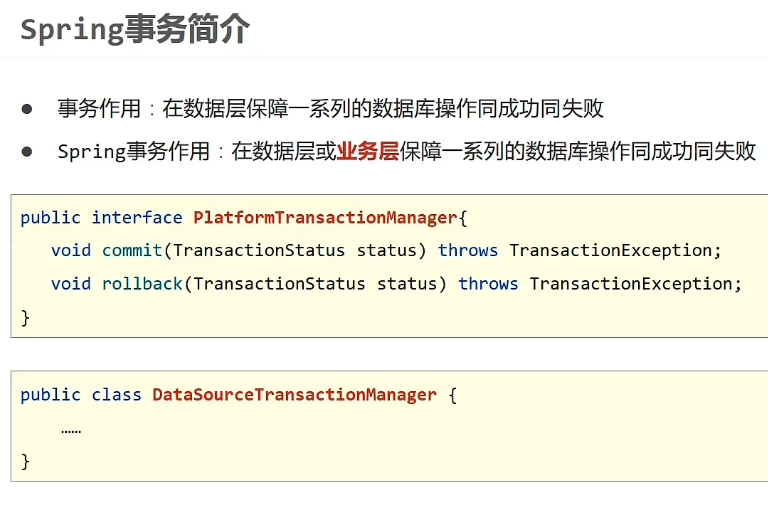 Spring事务简介
● 事务作用：在数据层保障一系列的数据库操作同成功同失败
● Spring事务作用：在数据层或业务层保障一系列的数据库操作同成功同失败
public interface PlatformTransactionManager{
void commit(TransactionStatus status) throws TransactionException;
void rollback(TransactionStatus status) throws TransactionException;
}
public class DataSourceTransactionManager {
……
}